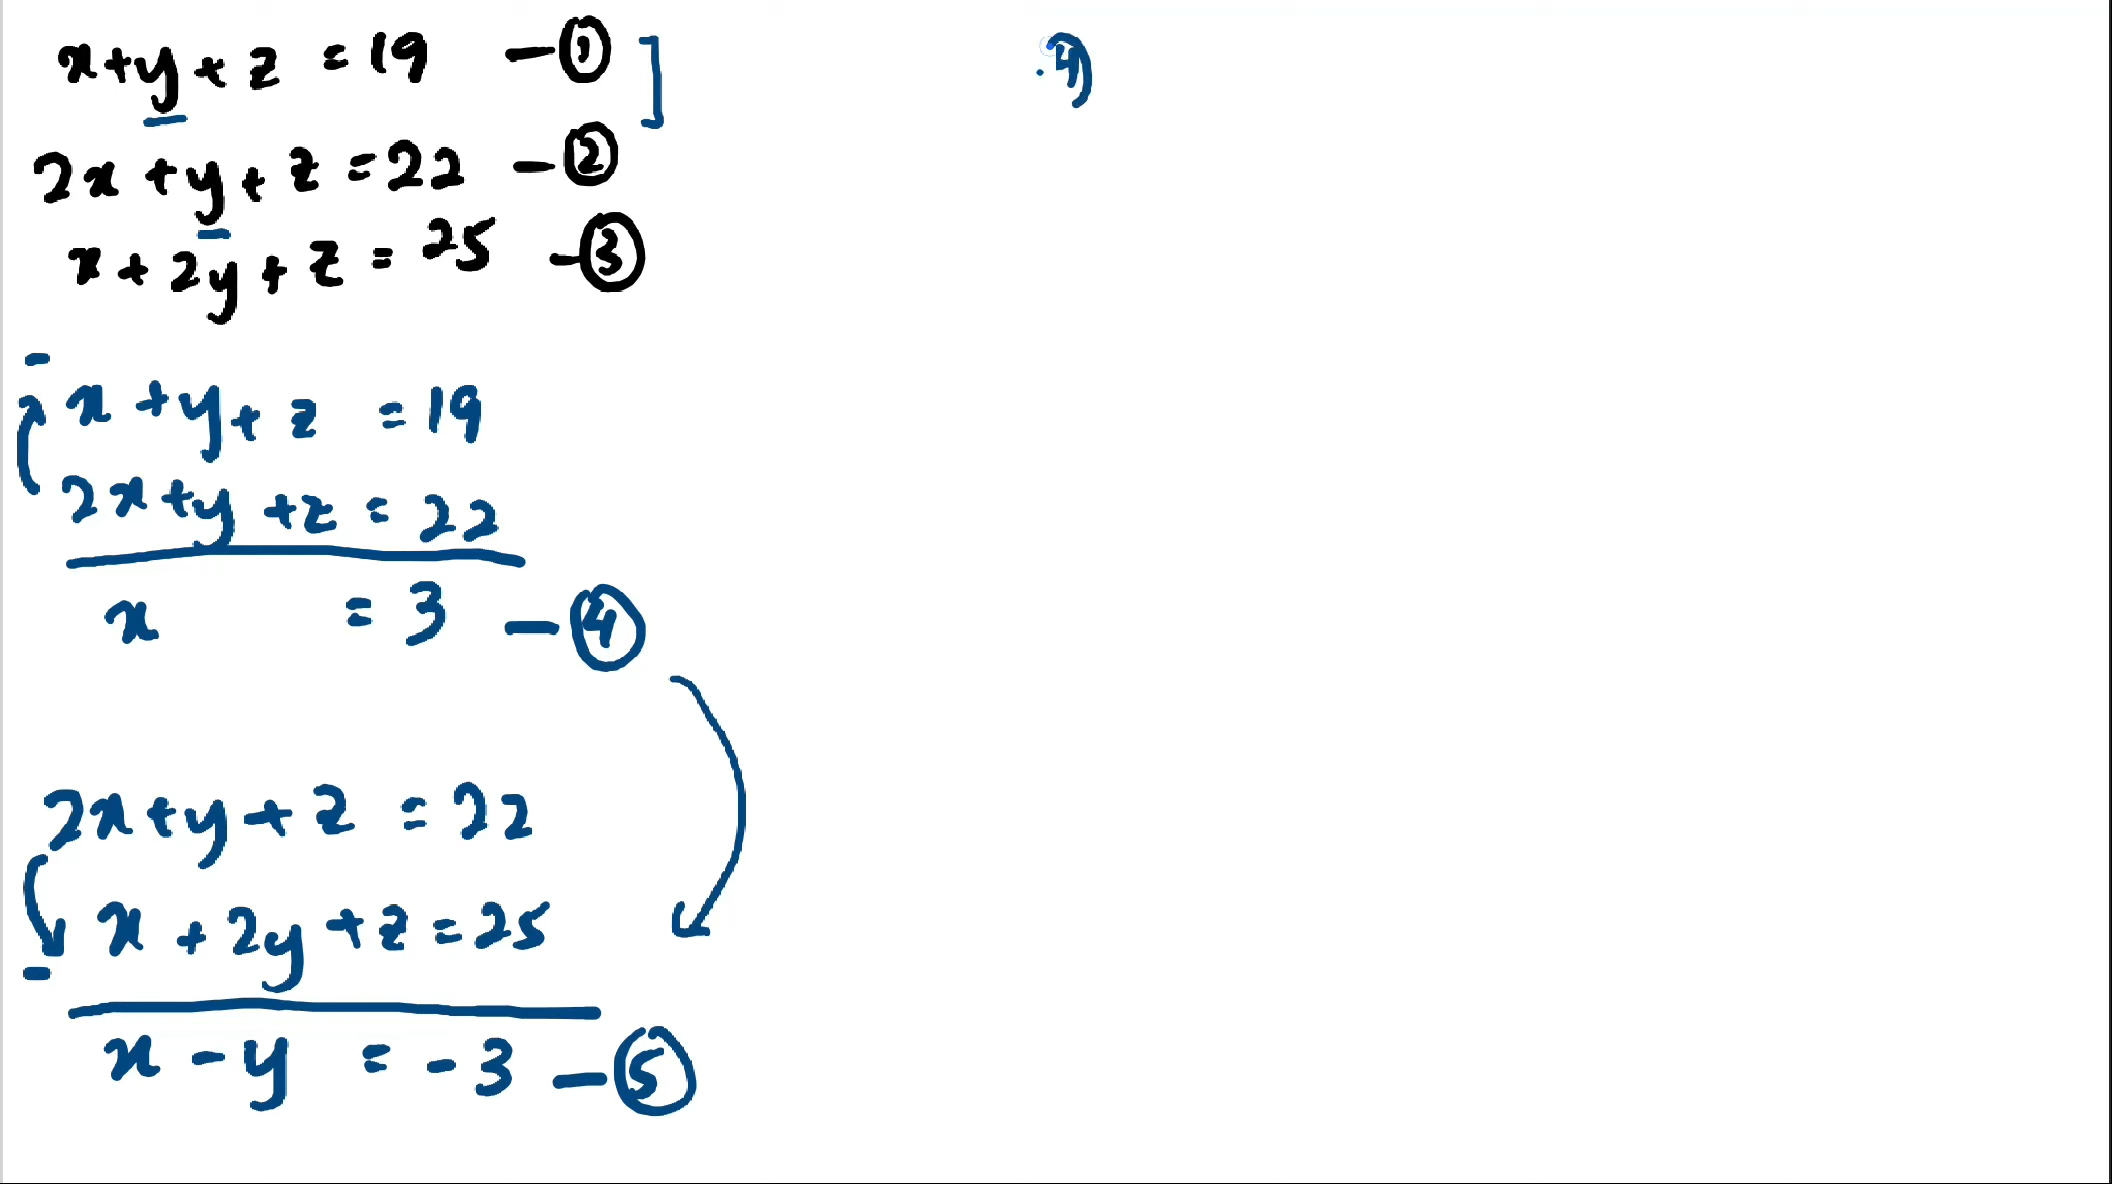 x+y+z = 19 - ①
2x+y+z = 22 - ②
x+2y+z = 25 - ③
-
x+y+z = 19
2x+y+z = 22
x = 3 - ④
2x+y+z = 22
x+2y+z = 25
-
x-y = -3 - ⑤
4)